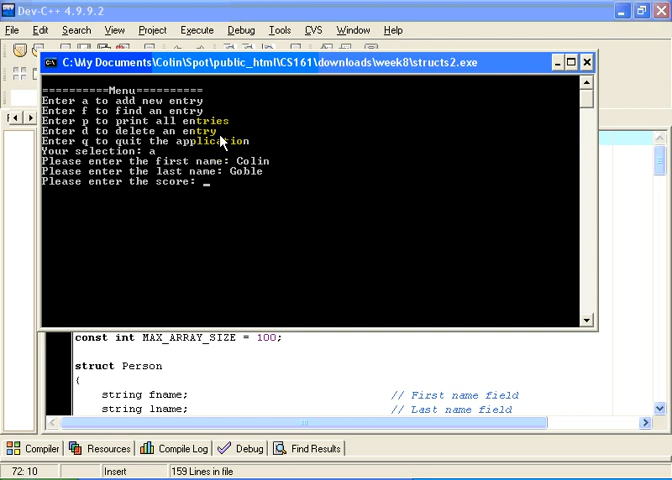 Dev-C++ 4.9.9.2
File Edit Search View Project Execute Debug Tools CVS Window Help
C:\My Documents\Colin\Spot\public_html\CS161\downloads\week8\structs2.exe
==========Menu==========
Enter a to add new entry
Enter f to find an entry
Enter p to print all entries
Enter d to delete an entry
Enter q to quit the application
Your selection: a
Please enter the first name: Colin
Please enter the last name: Goble
Please enter the score: _
const int MAX_ARRAY_SIZE = 100;
struct Person
{
string fname; // First name field
string lname; // Last name field
Compiler Resources Compile Log Debug Find Results
72: 10 Insert 159 Lines in file